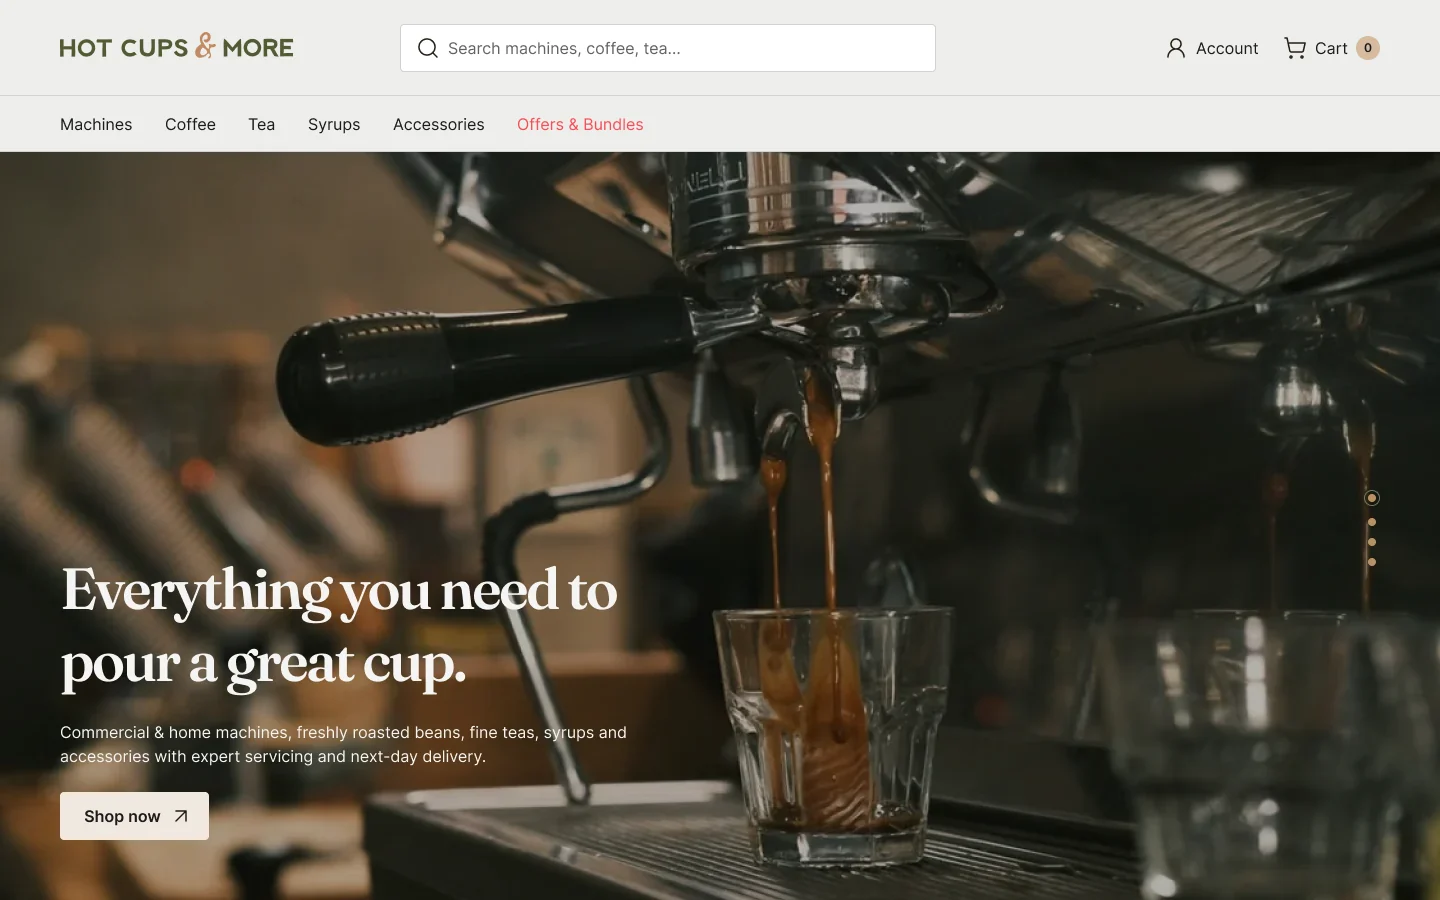 HOT CUPS & MORE
Search machines, coffee, tea...
Account
Cart
0
Machines
Coffee
Tea
Syrups
Accessories
Offers & Bundles
Everything you need to
pour a great cup.
Commercial & home machines, freshly roasted beans, fine teas, syrups and
accessories with expert servicing and next-day delivery.
Shop now